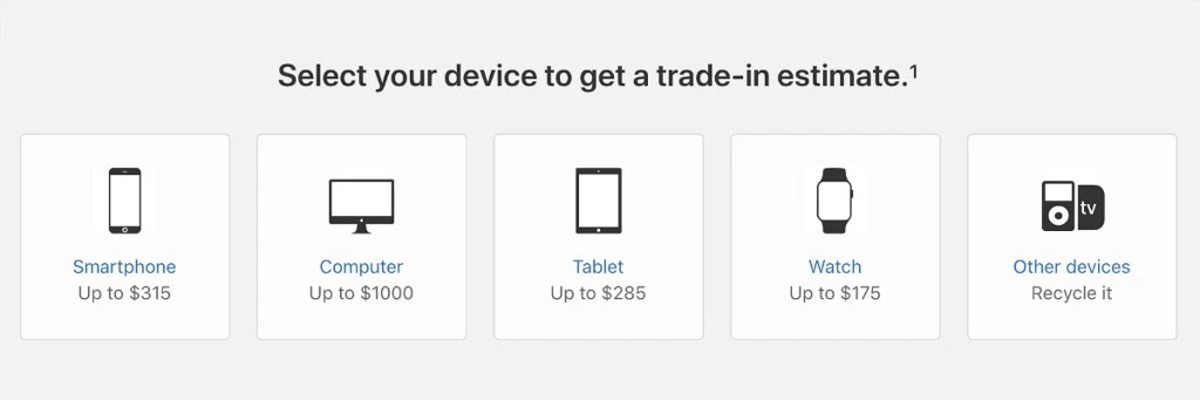 Select your device to get a trade-in estimate.¹
Smartphone
Up to $315
Computer
Up to $1000
Tablet
Up to $285
Watch
Up to $175
tv
Other devices
Recycle it